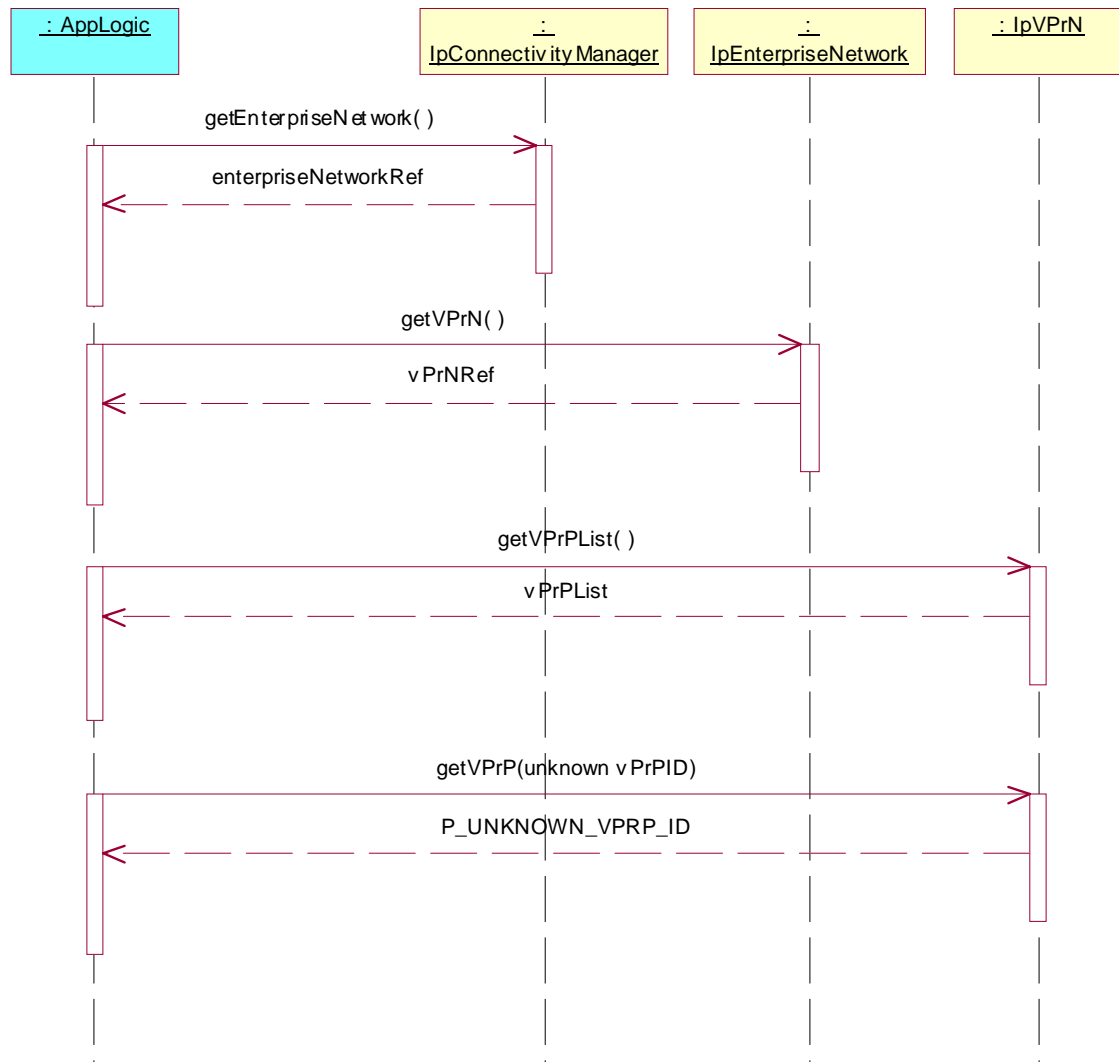 : AppLogic
:
IpConnectivityManager
:
IpEnterpriseNetwork
: IpVPrN
getEnterpriseNetwork( )
enterpriseNetworkRef
getVPrN( )
vPrNRef
getVPrPList( )
vPrPList
getVPrP(unknown vPrPID)
P_UNKNOWN_VPRP_ID